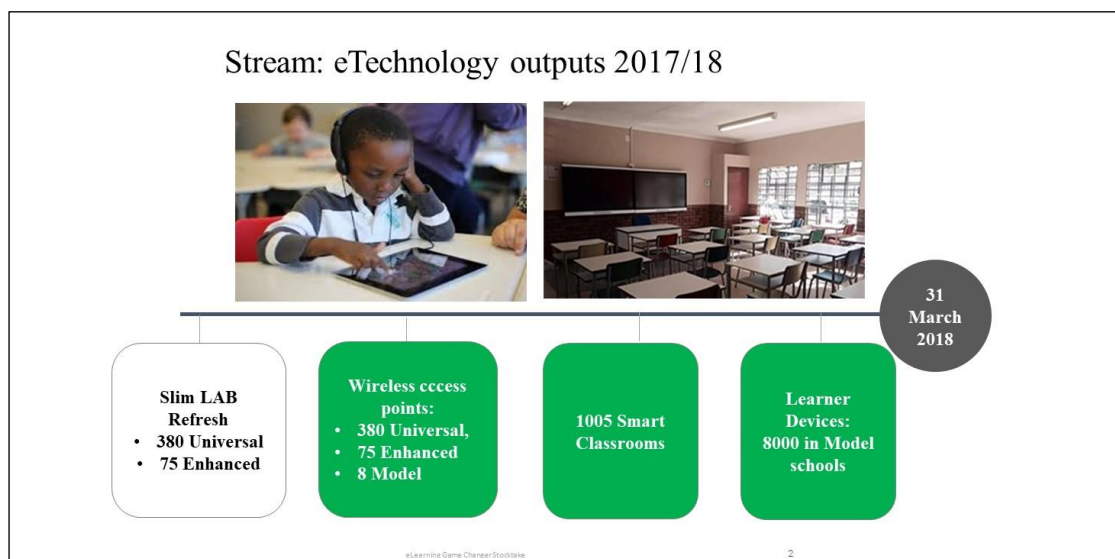 Stream: eTechnology outputs 2017/18
31
March
2018
Slim LAB
Refresh
• 380 Universal
• 75 Enhanced
Wireless cccess
points:
• 380 Universal,
• 75 Enhanced
• 8 Model
1005 Smart
Classrooms
Learner
Devices:
8000 in Model
schools
eLearning Game Changer Stocktake
2